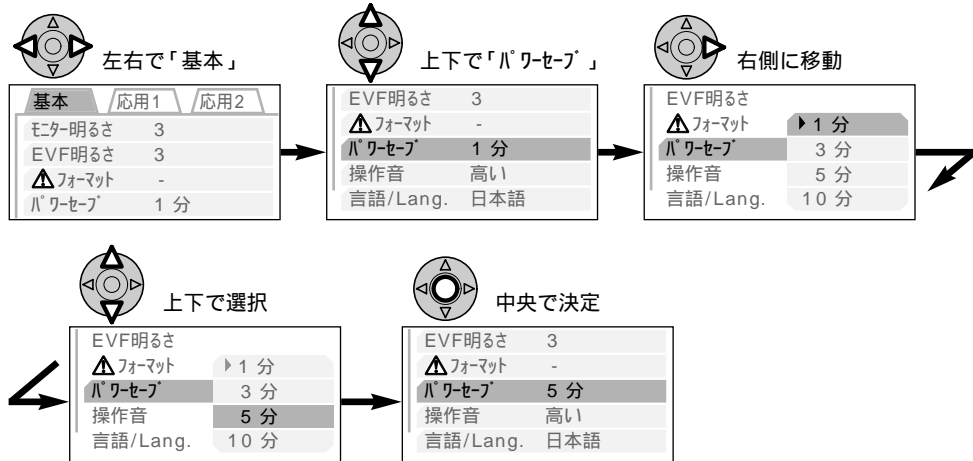 左右で「基本」
基本 応用1 応用2
ﾓﾆﾀｰ明るさ 3
EVF明るさ 3
ﾌｫｰﾏｯﾄ -
ﾊﾟﾜｰｾｰﾌﾞ 1 分
上下で「ﾊﾟﾜｰｾｰﾌﾞ」
EVF明るさ 3
ﾌｫｰﾏｯﾄ -
ﾊﾟﾜｰｾｰﾌﾞ 1 分
操作音 高い
言語/Lang. 日本語
右側に移動
EVF明るさ
ﾌｫｰﾏｯﾄ 1 分
ﾊﾟﾜｰｾｰﾌﾞ 3 分
操作音 5 分
言語/Lang. 10 分
上下で選択
EVF明るさ
ﾌｫｰﾏｯﾄ 1 分
ﾊﾟﾜｰｾｰﾌﾞ 3 分
操作音 5 分
言語/Lang. 10 分
中央で決定
EVF明るさ 3
ﾌｫｰﾏｯﾄ -
ﾊﾟﾜｰｾｰﾌﾞ 5 分
操作音 高い
言語/Lang. 日本語